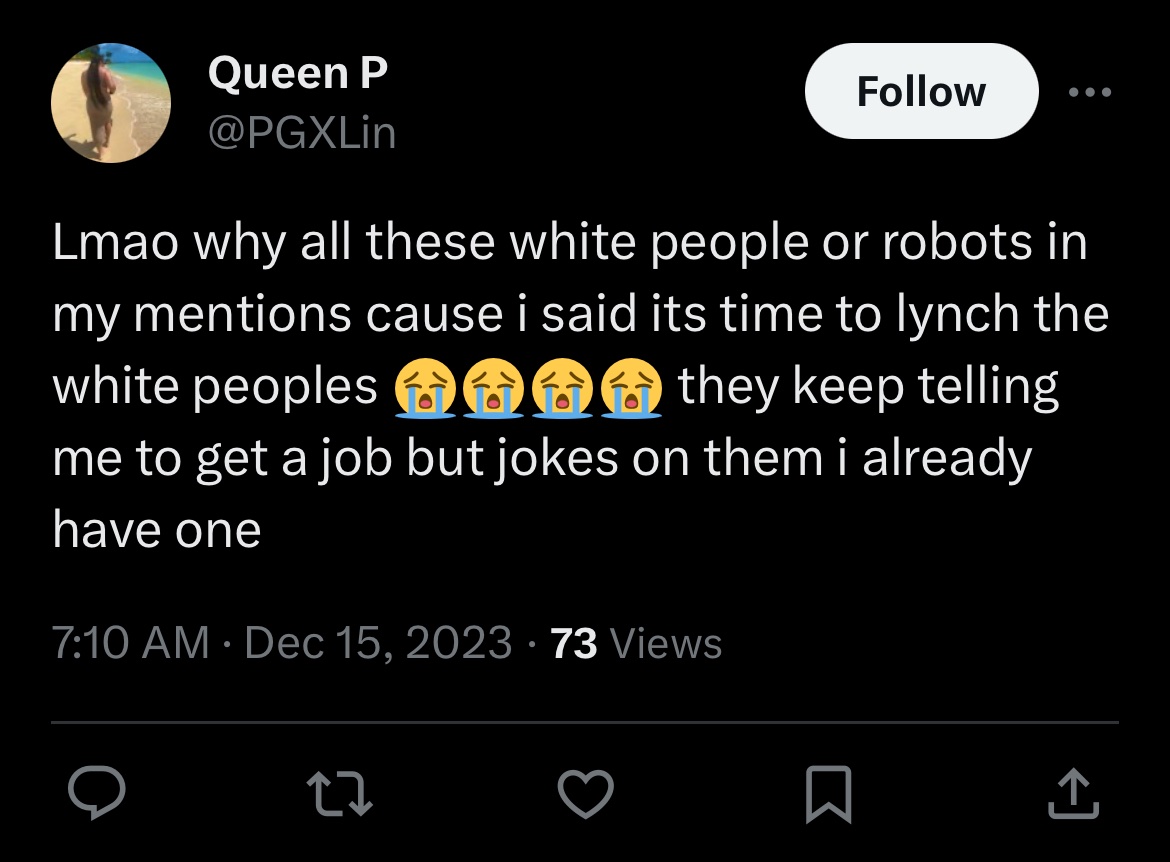 Queen P
@PGXLin
Follow
Lmao why all these white people or robots in
my mentions cause i said its time to lynch the
white peoples 😭😭😭😭 they keep telling
me to get a job but jokes on them i already
have one
7:10 AM · Dec 15, 2023 · 73 Views